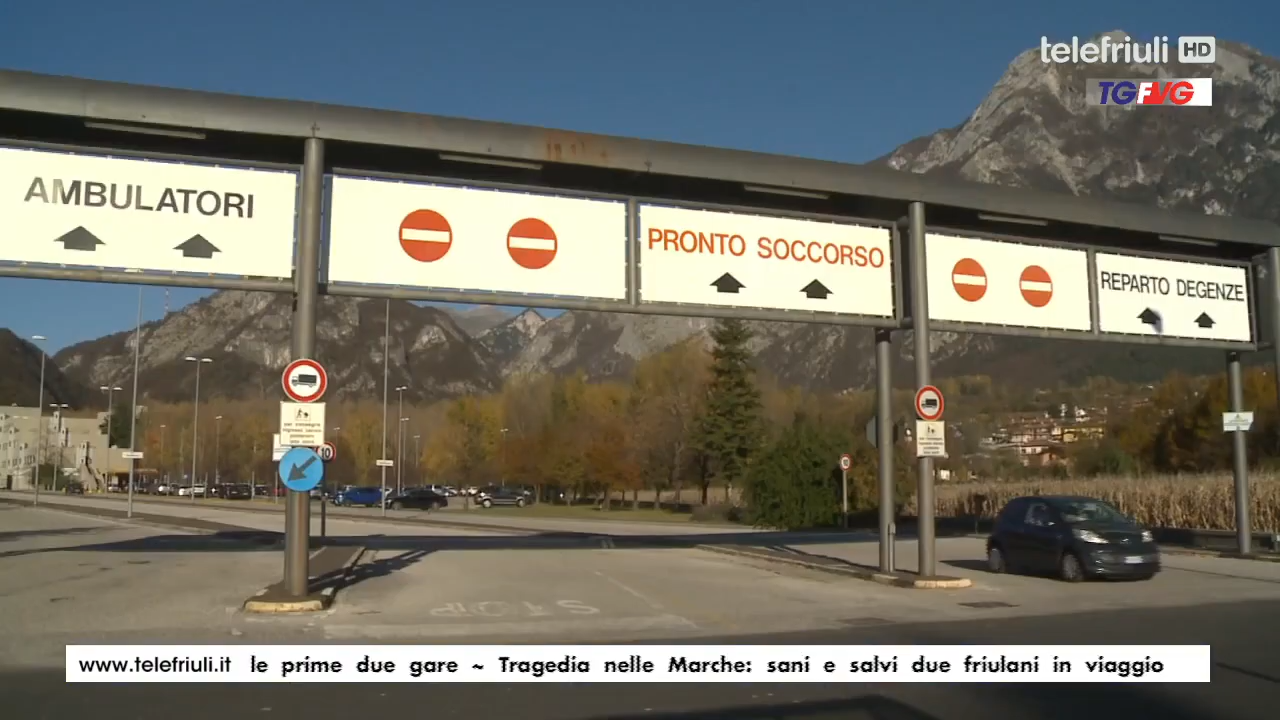 telefriuli HD
TGFVG
AMBULATORI
PRONTO SOCCORSO
REPARTO DEGENZE
10
STOP
www.telefriuli.it le prime due gare ~ Tragedia nelle Marche: sani e salvi due friulani in viaggio